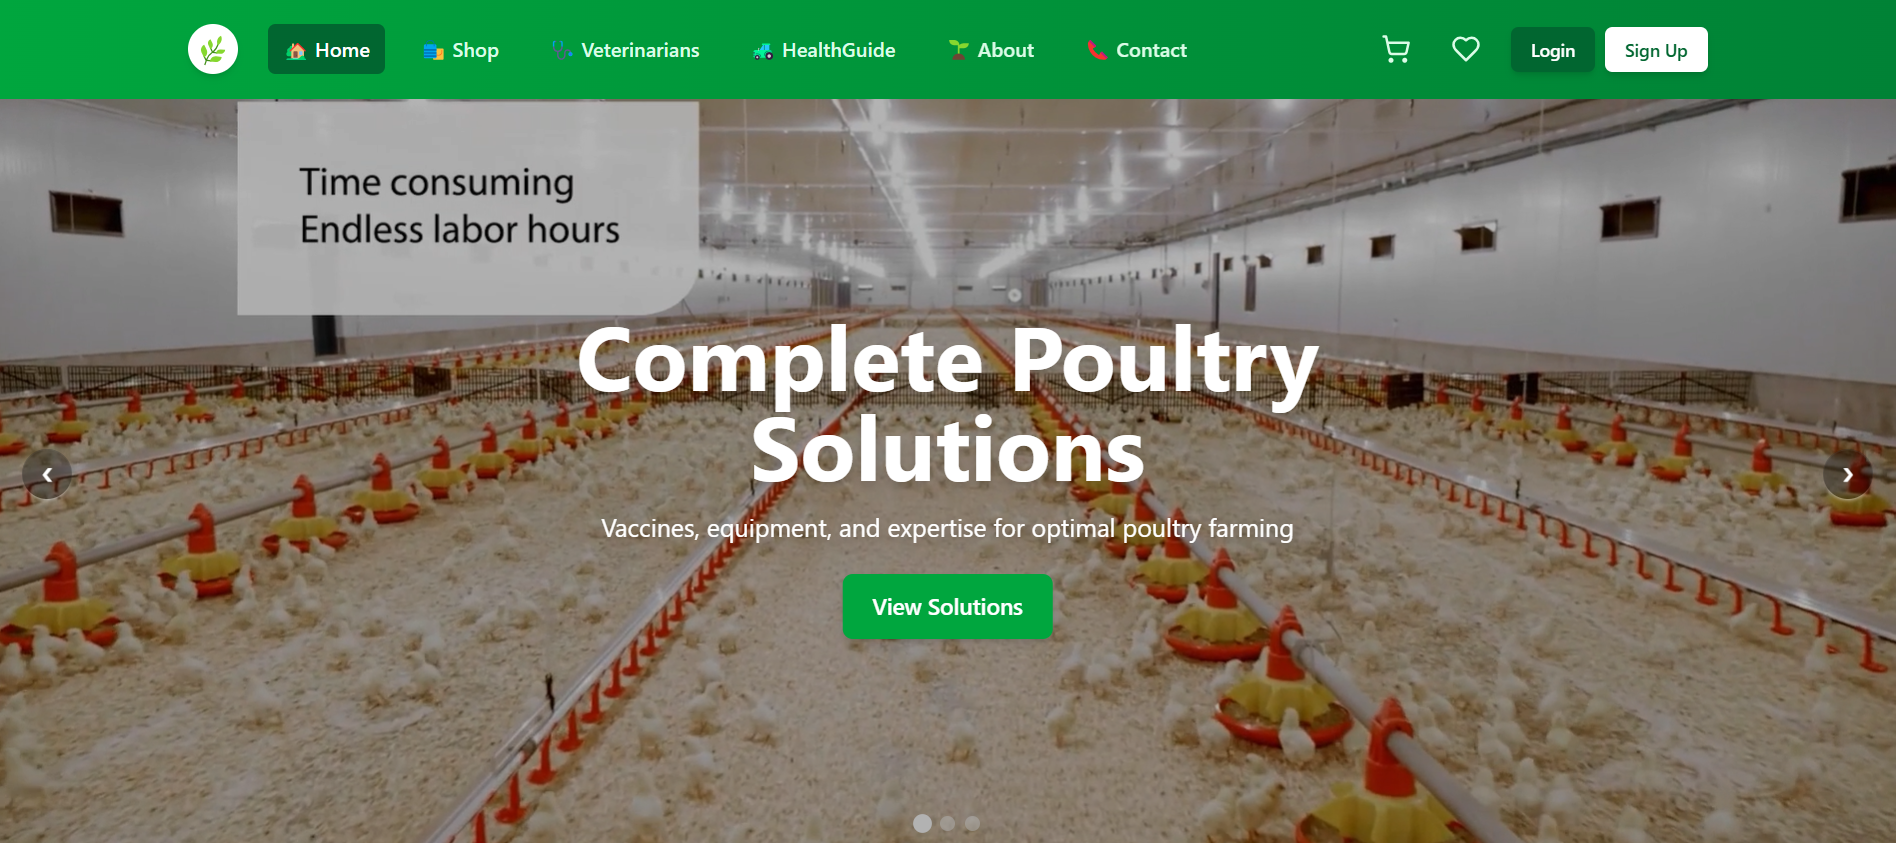 Home
Shop
Veterinarians
HealthGuide
About
Contact
Login
Sign Up
Time consuming
Endless labor hours
Complete Poultry
Solutions
Vaccines, equipment, and expertise for optimal poultry farming
View Solutions